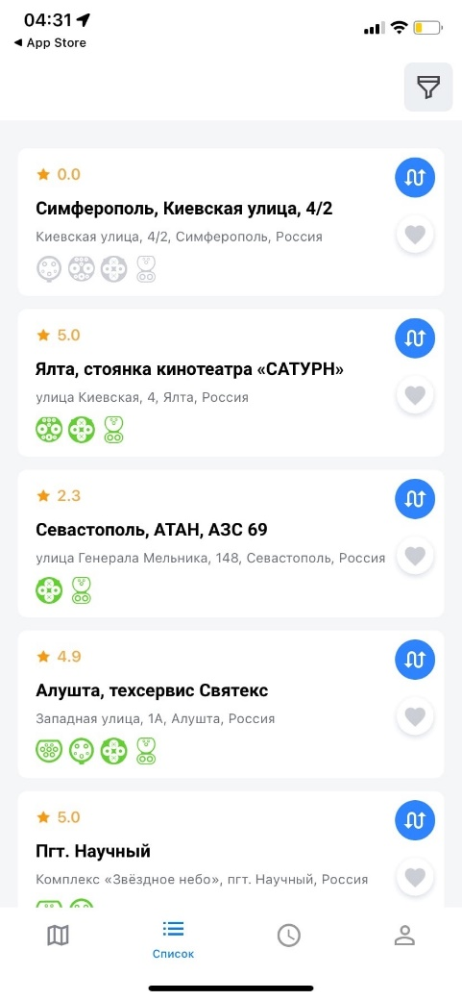 04:31
◀ App Store
0.0
Симферополь, Киевская улица, 4/2
Киевская улица, 4/2, Симферополь, Россия
5.0
Ялта, стоянка кинотеатра «САТУРН»
улица Киевская, 4, Ялта, Россия
2.3
Севастополь, АТАН, АЗС 69
улица Генерала Мельника, 148, Севастополь, Россия
4.9
Алушта, техсервис Святекс
Западная улица, 1А, Алушта, Россия
5.0
Пгт. Научный
Комплекс «Звёздное небо», пгт. Научный, Россия
Список